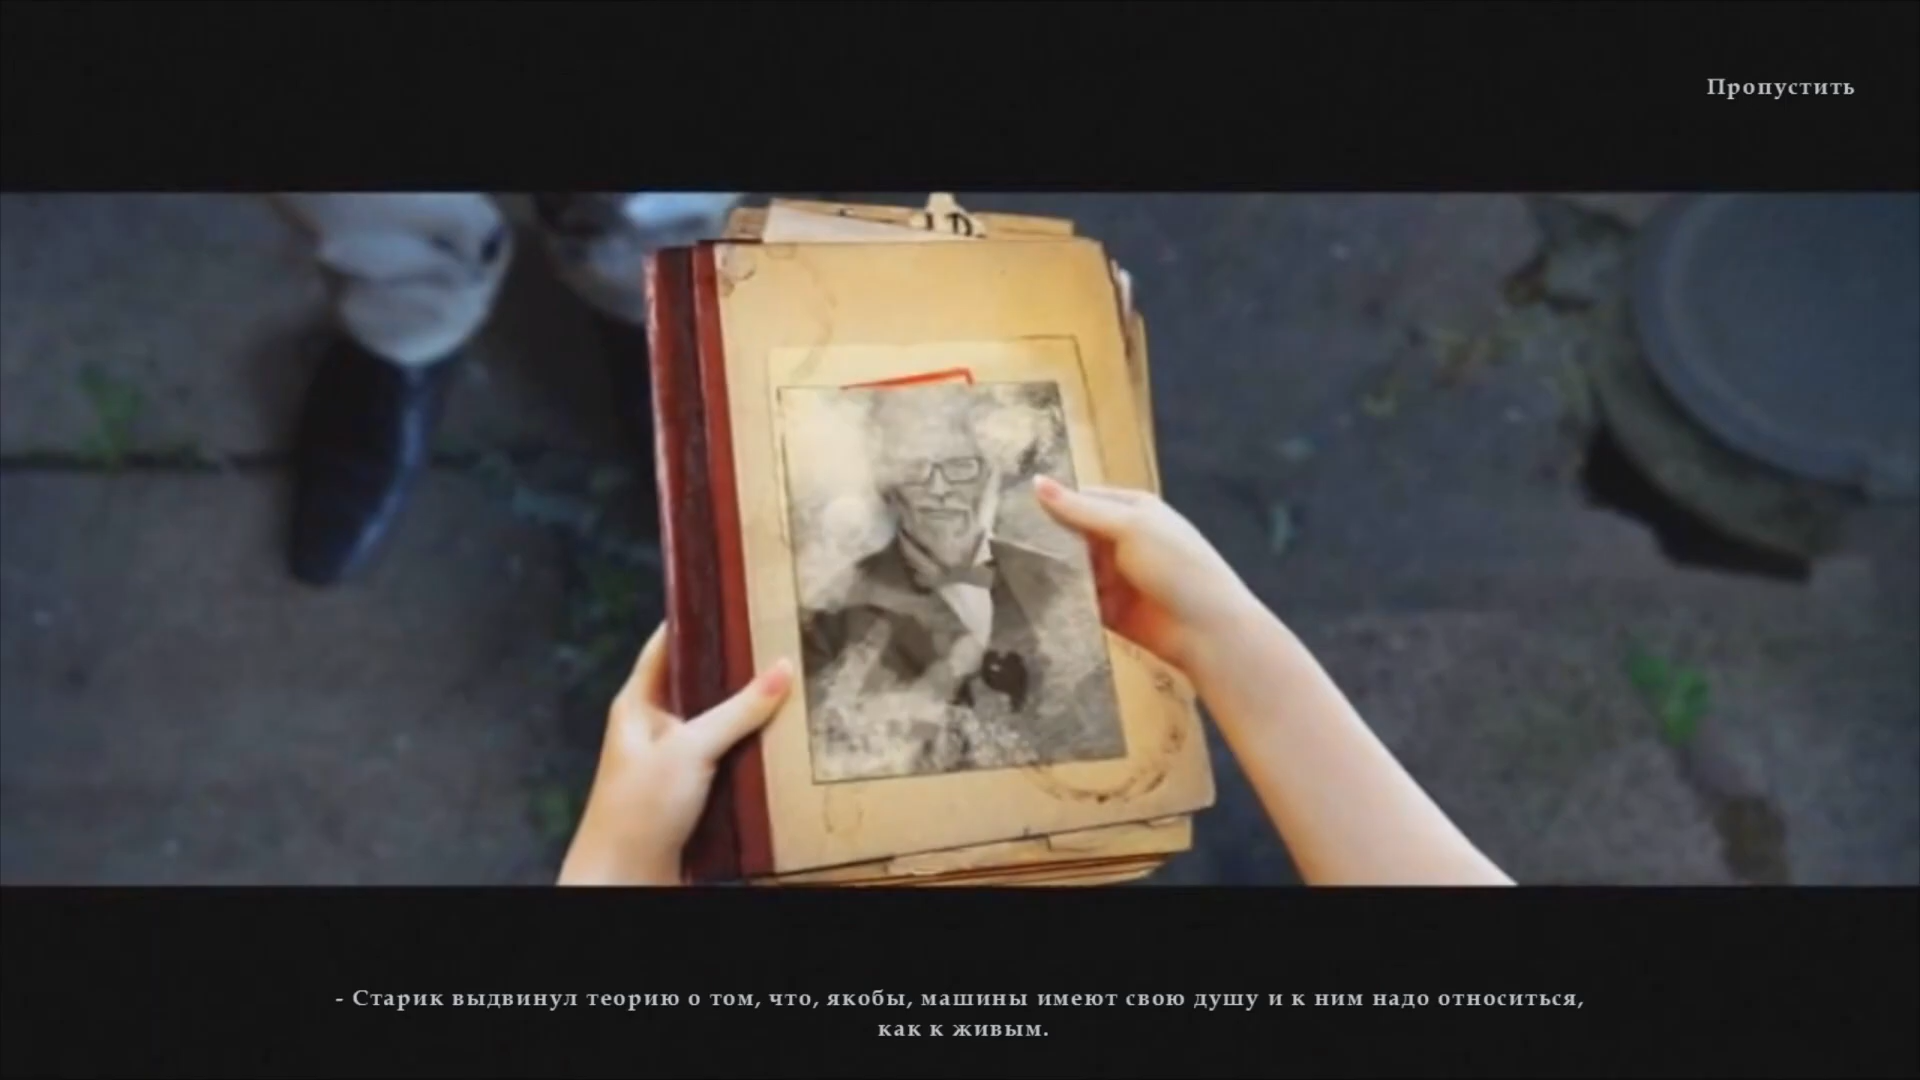 Пропустить
- Старик выдвинул теорию о том, что, якобы, машины имеют свою душу и к ним надо относиться,
как к живым.